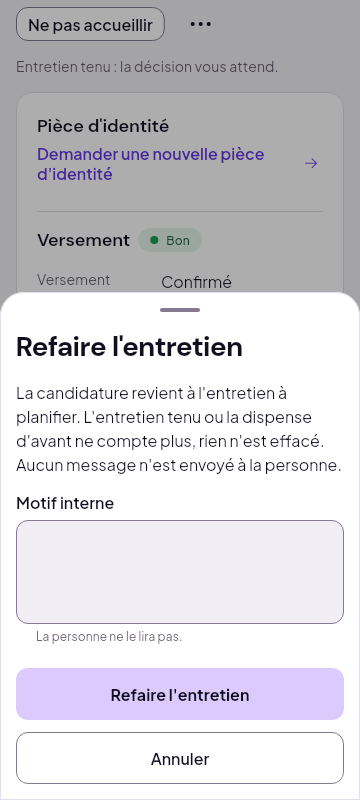 Ne pas accueillir
Entretien tenu : la décision vous attend.
Pièce d'identité
Demander une nouvelle pièce
d'identité
Versement
Bon
Versement
Confirmé
Refaire l'entretien
La candidature revient à l'entretien à
planifier. L'entretien tenu ou la dispense
d'avant ne compte plus, rien n'est effacé.
Aucun message n'est envoyé à la personne.
Motif interne
La personne ne le lira pas.
Refaire l'entretien
Annuler